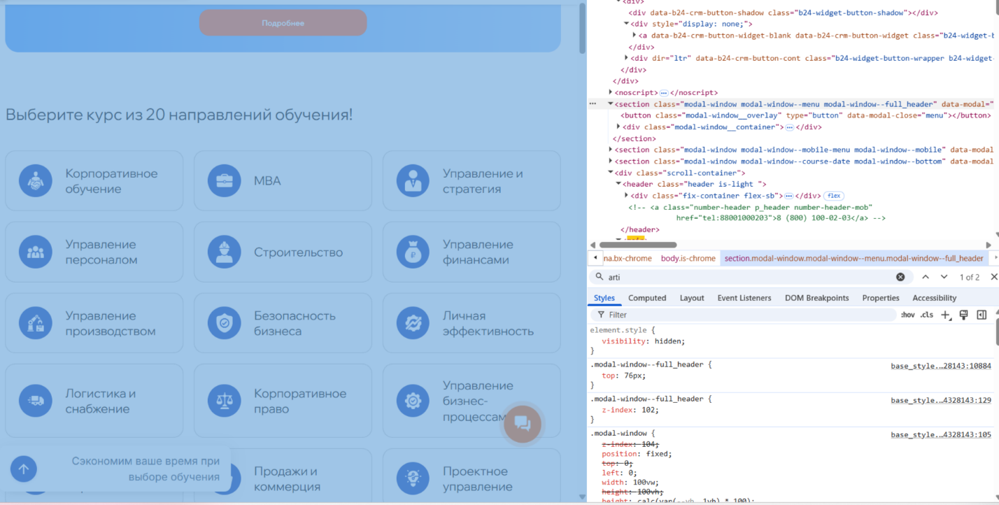 Подробнее
Выберите курс из 20 направлений обучения!
Корпоративное
обучение
MBA
Управление и
стратегия
Управление
персоналом
Строительство
Управление
финансами
Управление
производством
Безопасность
бизнеса
Личная
эффективность
Логистика и
снабжение
Корпоративное
право
Управление
бизнес-
процессам
Сэкономим ваше время при
выборе обучения
Продажи и
коммерция
Проектное
управление
<div>
<div data-b24-crm-button-shadow class="b24-widget-button-shadow"></div>
<div style="display: none;">
<a data-b24-crm-button-widget-blank data-b24-crm-button-widget class="b24-widget-b
</div>
<div dir="ltr" data-b24-crm-button-cont class="b24-widget-button-wrapper b24-widget-
</div>
</div>
<noscript>…</noscript>
… <section class="modal-window modal-window--menu modal-window--full_header" data-modal="
<button class="modal-window__overlay" type="button" data-modal-close="menu"></button>
<div class="modal-window__container">…</div>
</section>
<section class="modal-window modal-window--mobile-menu modal-window--mobile" data-modal
<section class="modal-window modal-window--course-date modal-window--bottom" data-modal
<div class="scroll-container">
<header class="header is-light ">
<div class="fix-container flex-sb">…</div> flex
<!-- <a class="number-header p_header number-header-mob"
href="tel:88001000203">8 (800) 100-02-03</a> -->
</header>
na.bx-chrome body.is-chrome section.modal-window.modal-window--menu.modal-window--full_header
arti 1 of 2
Styles Computed Layout Event Listeners DOM Breakpoints Properties Accessibility
Filter :hov .cls
element.style {
visibility: hidden;
}
.modal-window--full_header { base_style.…28143:10884
top: 76px;
}
.modal-window--full_header { base_style.…4328143:129
z-index: 102;
}
.modal-window { base_style.…4328143:105
z-index: 104;
position: fixed;
top: 0;
left: 0;
width: 100vw;
height: 100vh;
height: calc(var(--vh, 1vh) * 100);